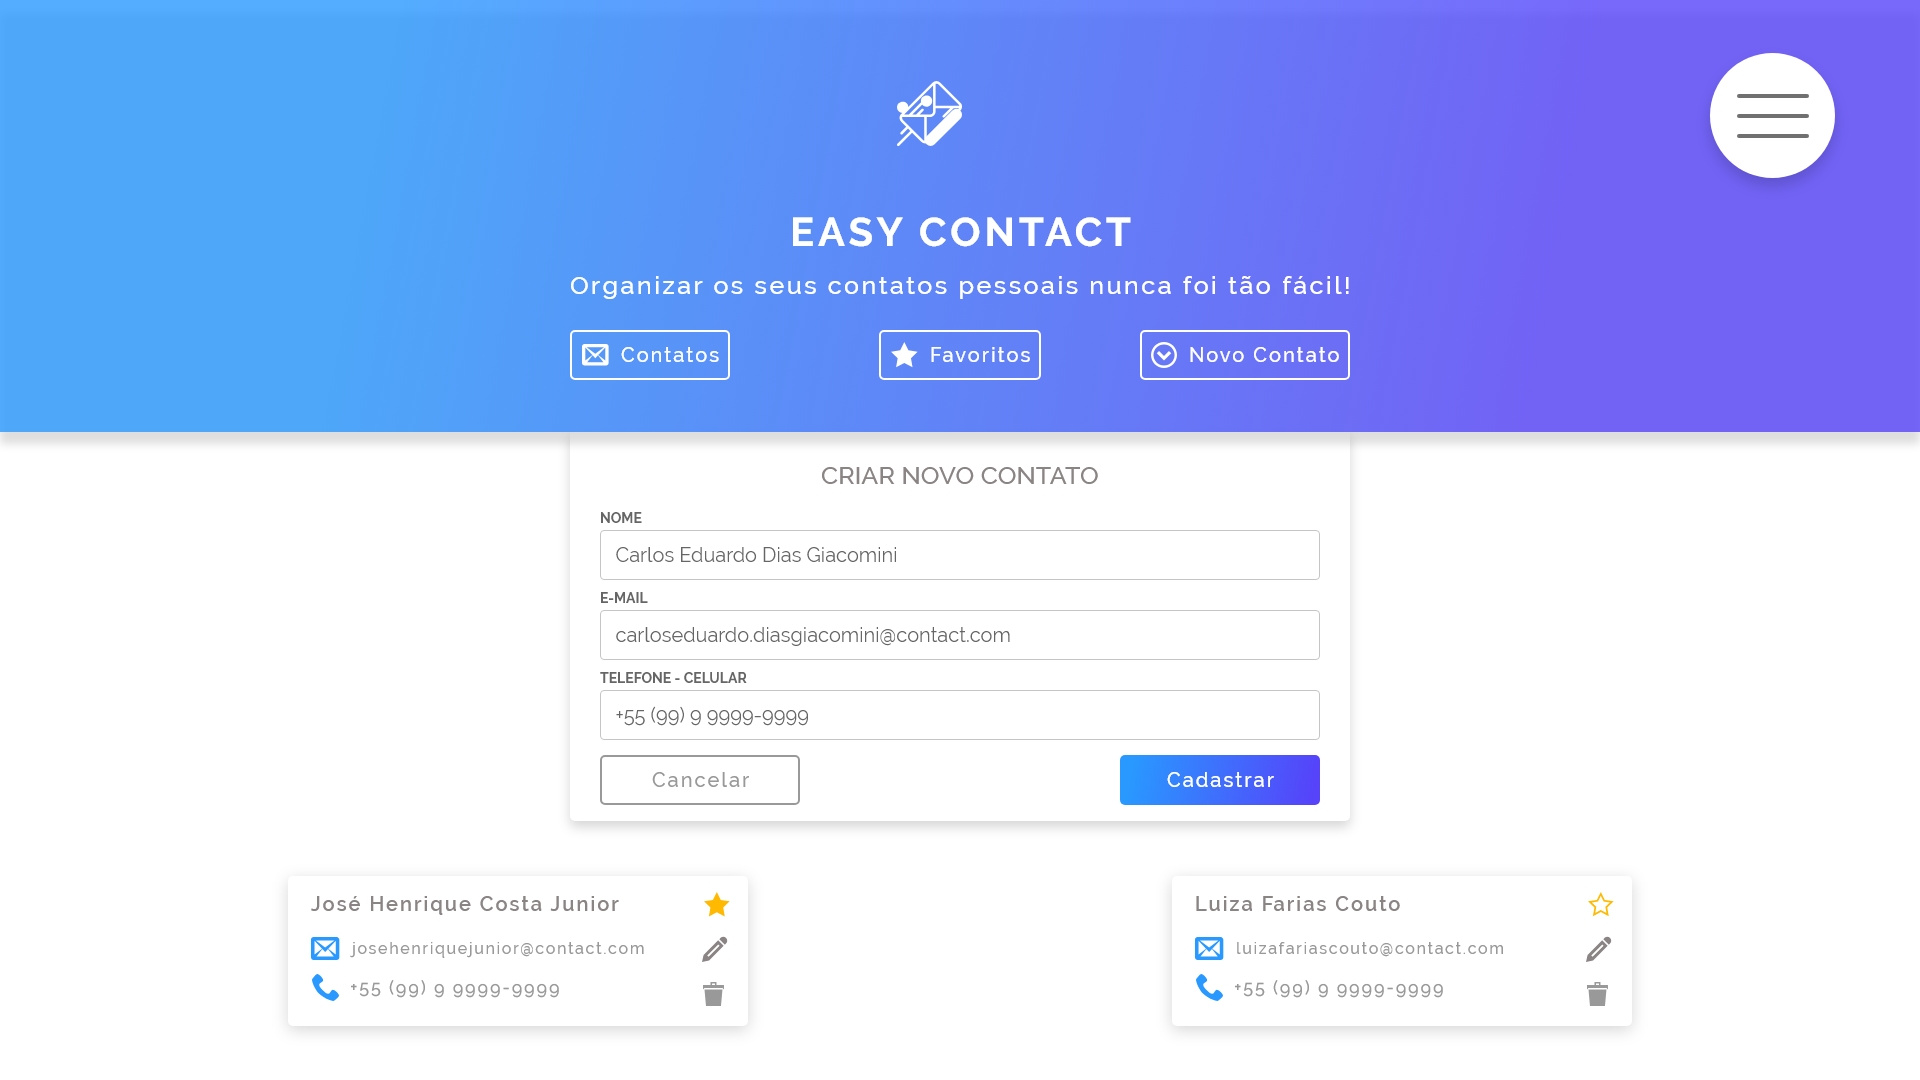 EASY CONTACT
Organizar os seus contatos pessoais nunca foi tão fácil!
Contatos
Favoritos
Novo Contato
CRIAR NOVO CONTATO
NOME
Carlos Eduardo Dias Giacomini
E-MAIL
carloseduardo.diasgiacomini@contact.com
TELEFONE - CELULAR
+55 (99) 9 9999-9999
Cancelar
Cadastrar
José Henrique Costa Junior
josehenriquejunior@contact.com
+55 (99) 9 9999-9999
Luiza Farias Couto
luizafariascouto@contact.com
+55 (99) 9 9999-9999